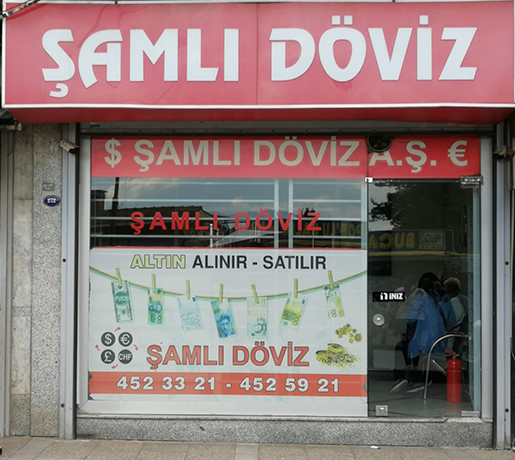 ŞAMLI DÖVİZ
$ ŞAMLI DÖVİZ A.Ş. €
272
ŞAMLI DÖVİZ
ALTIN ALINIR - SATILIR
İNİZ
$ €
£ CHF
ŞAMLI DÖVİZ
452 33 21 - 452 59 21